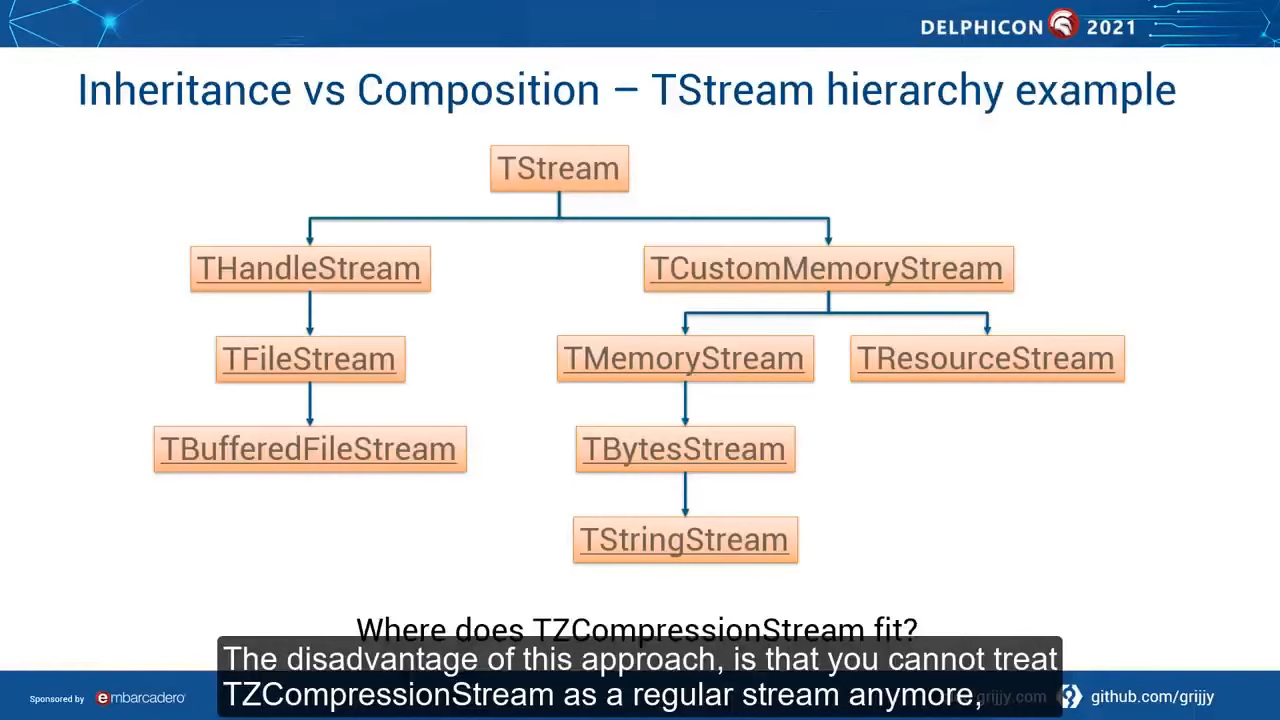 DELPHICON 2021
Inheritance vs Composition – TStream hierarchy example
TStream
THandleStream
TCustomMemoryStream
TFileStream
TMemoryStream
TResourceStream
TBufferedFileStream
TBytesStream
TStringStream
Where does TZCompressionStream fit?
The disadvantage of this approach, is that you cannot treat
TZCompressionStream as a regular stream anymore,
Sponsored by embarcadero
github.com/grijjy